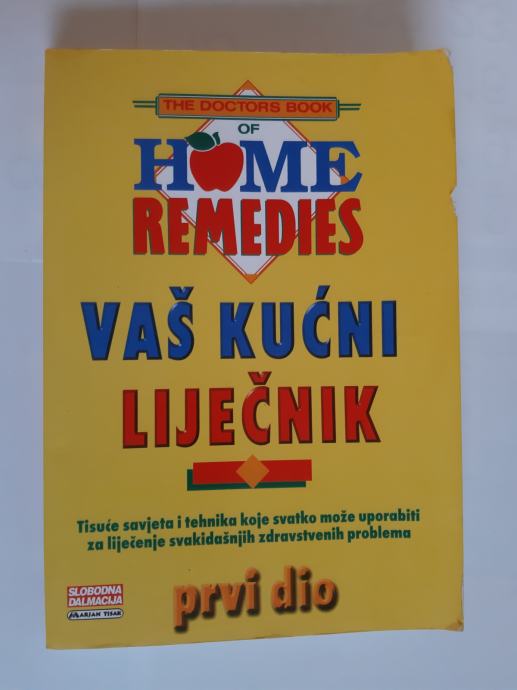 THE DOCTORS BOOK
OF
HOME
REMEDIES
VAŠ KUĆNI
LIJEČNIK
Tisuće savjeta i tehnika koje svatko može uporabiti
za liječenje svakidašnjih zdravstvenih problema
prvi dio
SLOBODNA
DALMACIJA
MARJAN TISAK